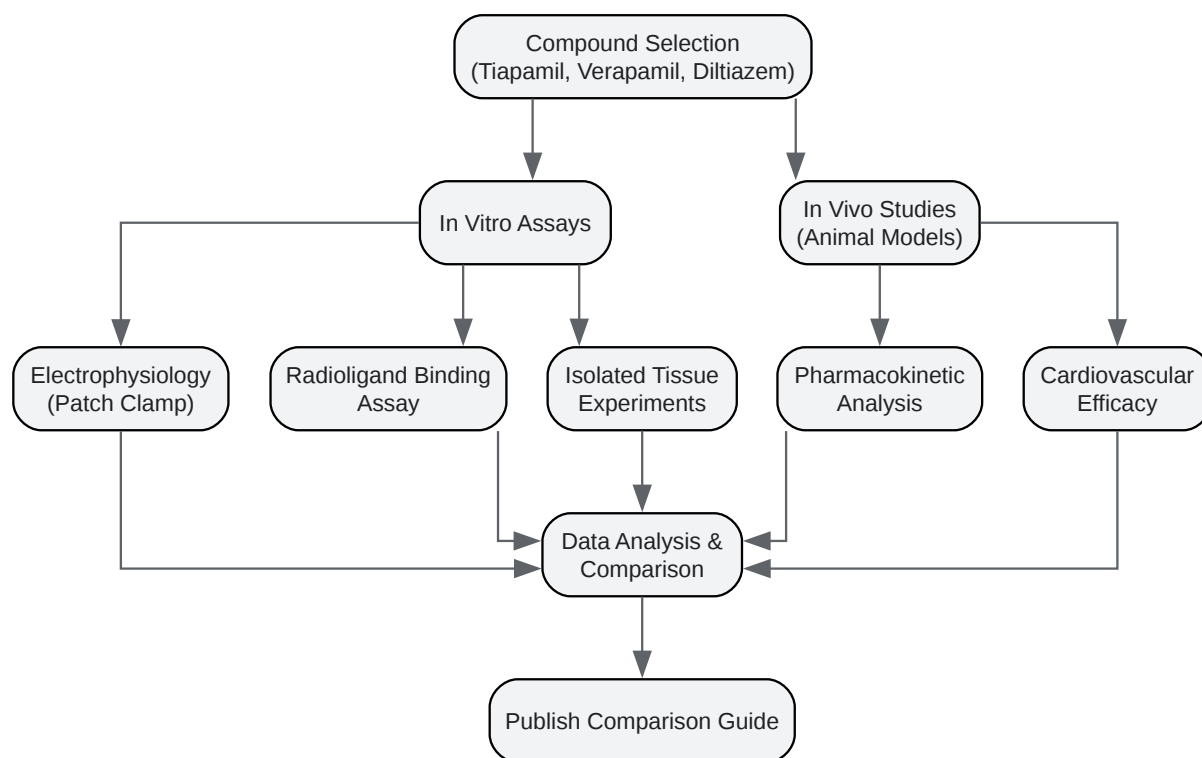 Compound Selection
(Tiapamil, Verapamil, Diltiazem)
In Vitro Assays
In Vivo Studies
(Animal Models)
Electrophysiology
(Patch Clamp)
Radioligand Binding
Assay
Isolated Tissue
Experiments
Pharmacokinetic
Analysis
Cardiovascular
Efficacy
Data Analysis &
Comparison
Publish Comparison Guide